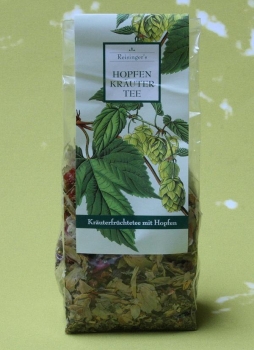 Reisinger's
HOPFEN
KRÄUTER
TEE
Kräuterfrüchtetee mit Hopfen